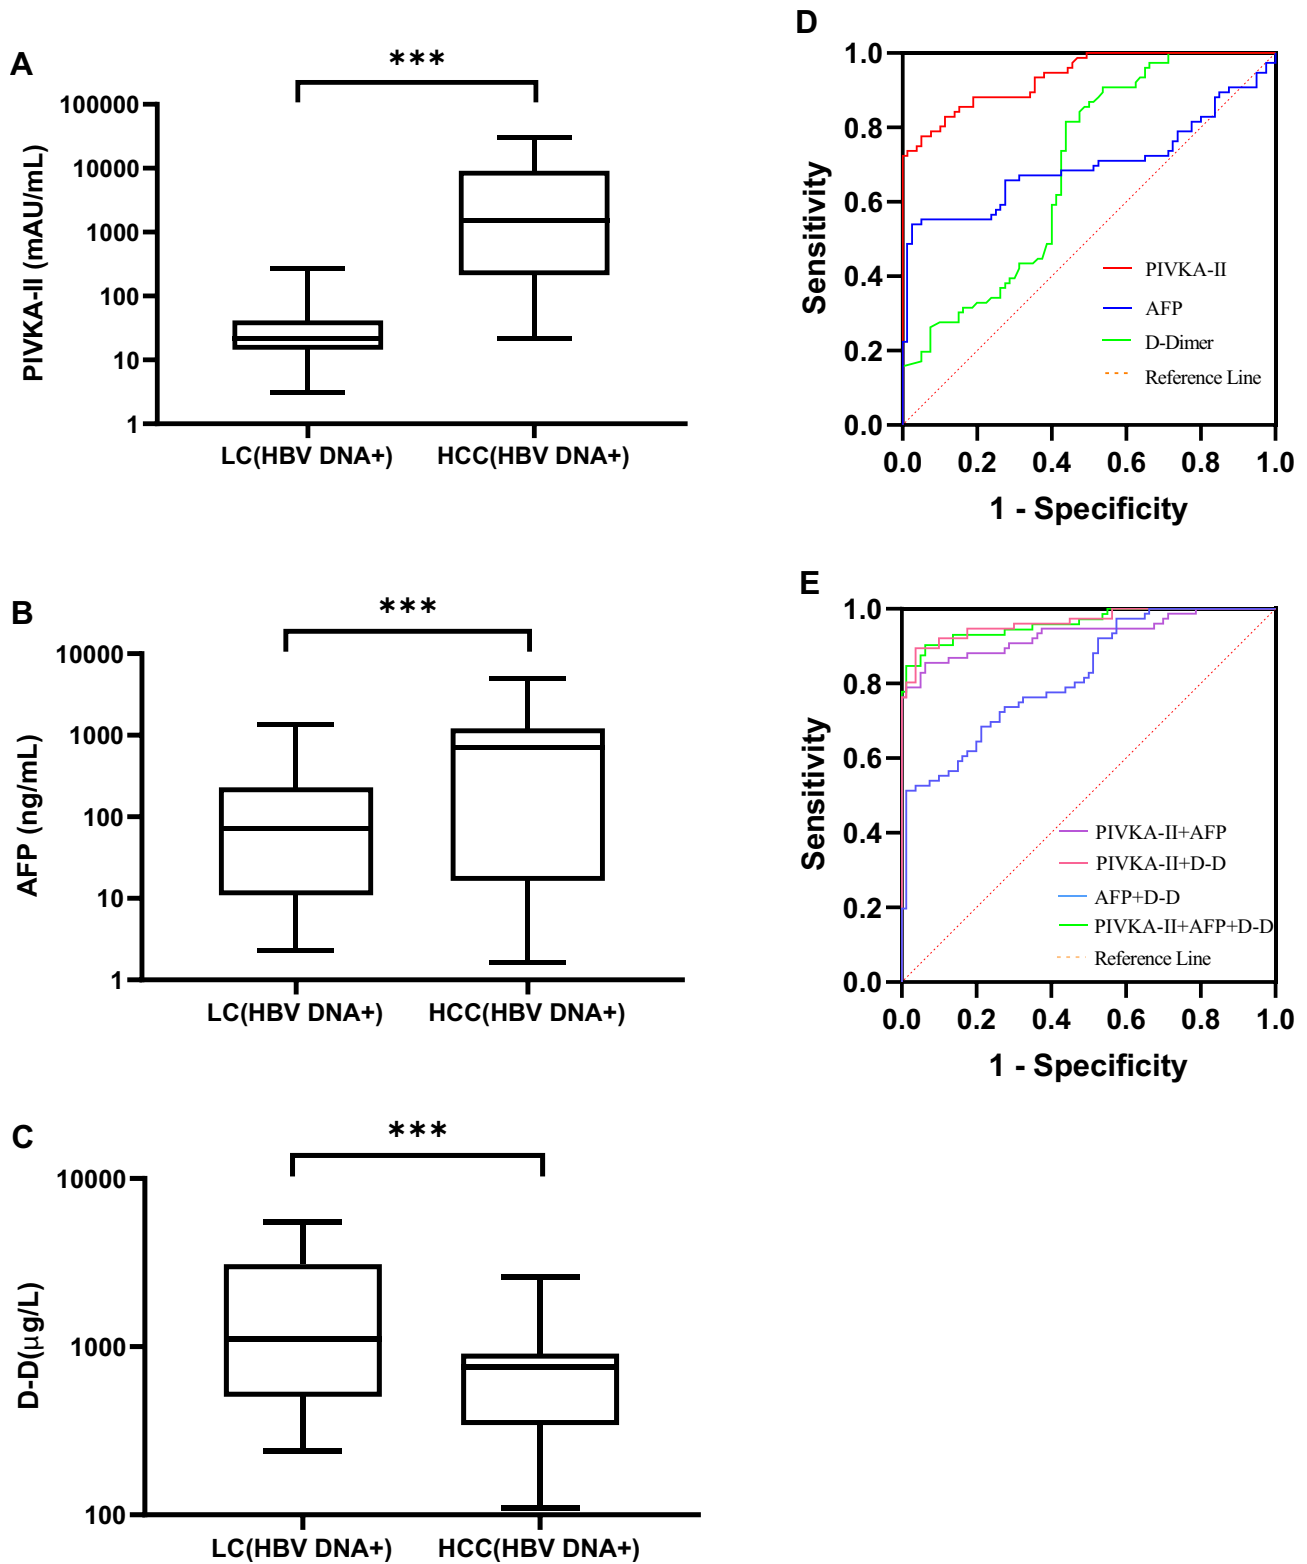 A
***
PIVKA-II (mAU/mL)
100000
10000
1000
100
10
1
LC(HBV DNA+)
HCC(HBV DNA+)
B
***
AFP (ng/mL)
10000
1000
100
10
1
LC(HBV DNA+)
HCC(HBV DNA+)
C
***
D-D(μg/L)
10000
1000
100
LC(HBV DNA+)
HCC(HBV DNA+)
D
Sensitivity
1.0
0.8
0.6
0.4
0.2
0.0
PIVKA-II
AFP
D-Dimer
Reference Line
0.0 0.2 0.4 0.6 0.8 1.0
1 - Specificity
E
Sensitivity
1.0
0.8
0.6
0.4
0.2
0.0
PIVKA-II+AFP
PIVKA-II+D-D
AFP+D-D
PIVKA-II+AFP+D-D
Reference Line
0.0 0.2 0.4 0.6 0.8 1.0
1 - Specificity